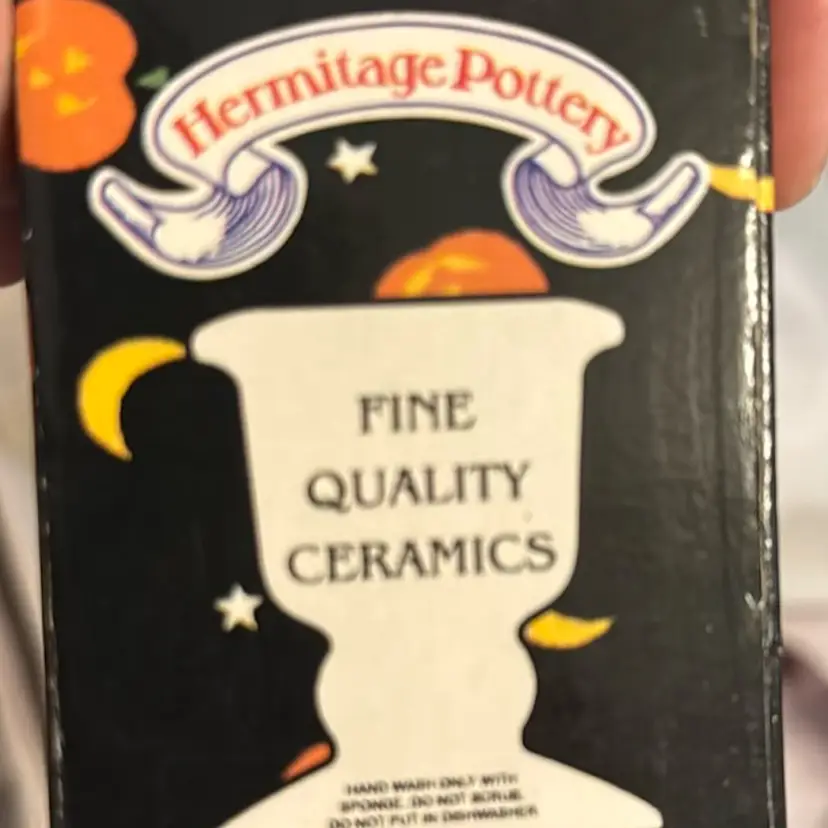 Hermitage Pottery
FINE
QUALITY
CERAMICS
HAND WASH ONLY WITH
SPONGE. DO NOT SCRUB.
DO NOT PUT IN DISHWASHER